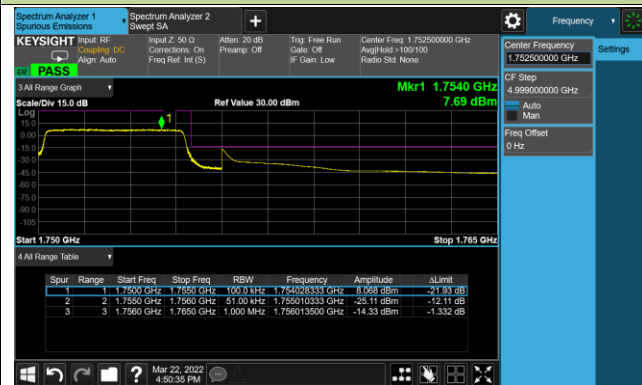 Spectrum Analyzer 1
Spurious Emissions
Spectrum Analyzer 2
Swept SA
Frequency
KEYSIGHT
Input: RF
Coupling: DC
Align: Auto
Input Z: 50 Ω
Corrections: On
Freq Ref: Int (S)
Atten: 20 dB
Preamp: Off
Trig: Free Run
Gate: Off
IF Gain: Low
Center Freq: 1.752500000 GHz
Avg|Hold:>100/100
Radio Std: None
PASS
Center Frequency
1.752500000 GHz
Settings
CF Step
4.999000000 GHz
Auto
Man
Freq Offset
0 Hz
3 All Range Graph
Mkr1 1.7540 GHz
Scale/Div 15.0 dB
Ref Value 30.00 dBm
7.69 dBm
Log
15.0
0.00
-15.0
-30.0
-45.0
-60.0
-75.0
-90.0
-105
1
Start 1.750 GHz
Stop 1.765 GHz
4 All Range Table
Spur Range Start Freq Stop Freq RBW Frequency Amplitude ΔLimit
1 1 1.7500 GHz 1.7550 GHz 100.0 kHz 1.754028333 GHz 8.068 dBm -21.93 dB
2 2 1.7550 GHz 1.7560 GHz 51.00 kHz 1.755010333 GHz -25.11 dBm -12.11 dB
3 3 1.7560 GHz 1.7650 GHz 1.000 MHz 1.756013500 GHz -14.33 dBm -1.332 dB
Mar 22, 2022
4:50:35 PM